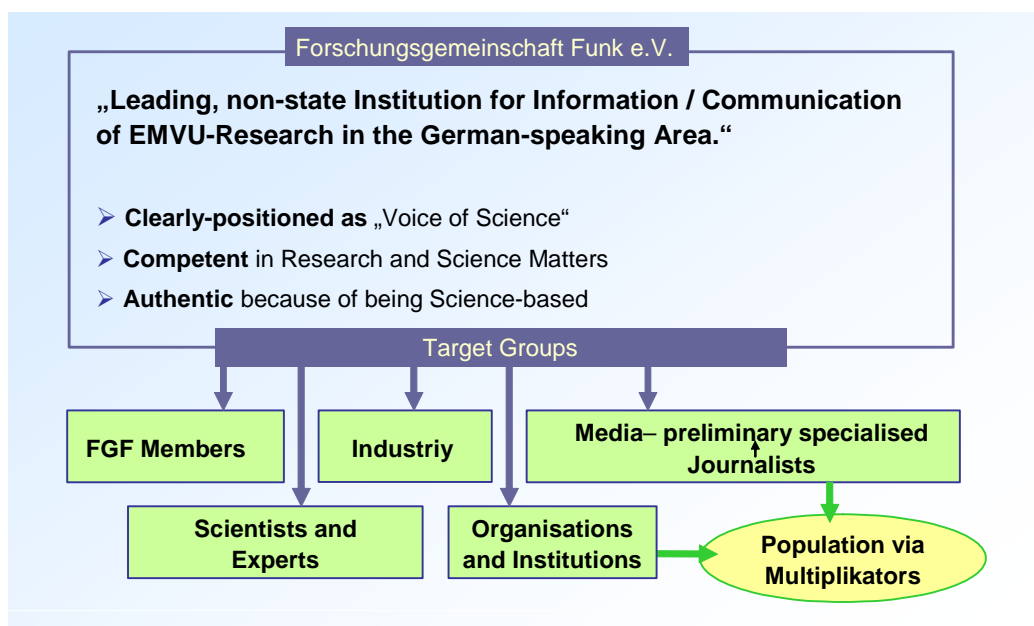 Forschungsgemeinschaft Funk e.V.
„Leading, non-state Institution for Information / Communication
of EMVU-Research in the German-speaking Area.“
➢ Clearly-positioned as „Voice of Science“
➢ Competent in Research and Science Matters
➢ Authentic because of being Science-based
Target Groups
FGF Members
Industriy
Media– preliminary specialised
Journalists
Scientists and
Experts
Organisations
and Institutions
Population via
Multiplikators